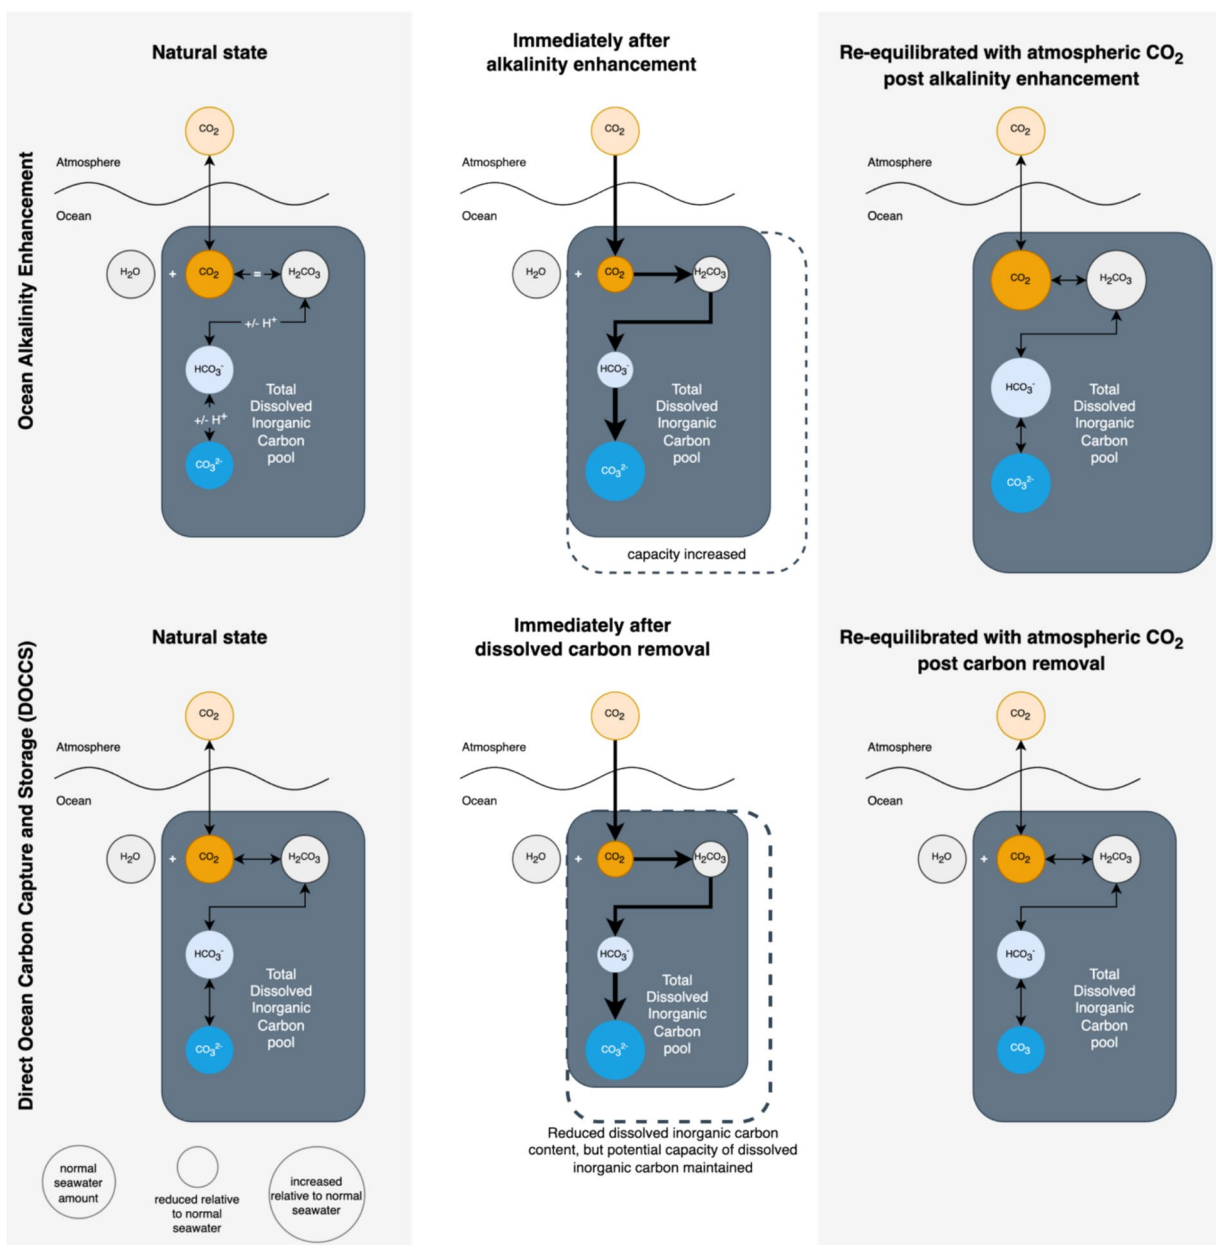 Ocean Alkalinity Enhancement
Natural state
CO2
Atmosphere
Ocean
H2O
+
CO2
=
H2CO3
+/- H+
HCO3-
+/- H+
CO32-
Total
Dissolved
Inorganic
Carbon
pool
Immediately after
alkalinity enhancement
CO2
Atmosphere
Ocean
H2O
+
CO2
H2CO3
HCO3-
CO32-
Total
Dissolved
Inorganic
Carbon
pool
capacity increased
Re-equilibrated with atmospheric CO2
post alkalinity enhancement
CO2
Atmosphere
Ocean
CO2
H2CO3
HCO3-
CO32-
Total
Dissolved
Inorganic
Carbon
pool
Direct Ocean Carbon Capture and Storage (DOCCS)
Natural state
CO2
Atmosphere
Ocean
H2O
+
CO2
H2CO3
HCO3-
CO32-
Total
Dissolved
Inorganic
Carbon
pool
Immediately after
dissolved carbon removal
CO2
Atmosphere
Ocean
H2O
+
CO2
H2CO3
HCO3-
CO32-
Total
Dissolved
Inorganic
Carbon
pool
Reduced dissolved inorganic carbon
content, but potential capacity of dissolved
inorganic carbon maintained
Re-equilibrated with atmospheric CO2
post carbon removal
CO2
Atmosphere
Ocean
H2O
+
CO2
H2CO3
HCO3-
CO3
Total
Dissolved
Inorganic
Carbon
pool
normal
seawater
amount
reduced relative
to normal
seawater
increased
relative to normal
seawater